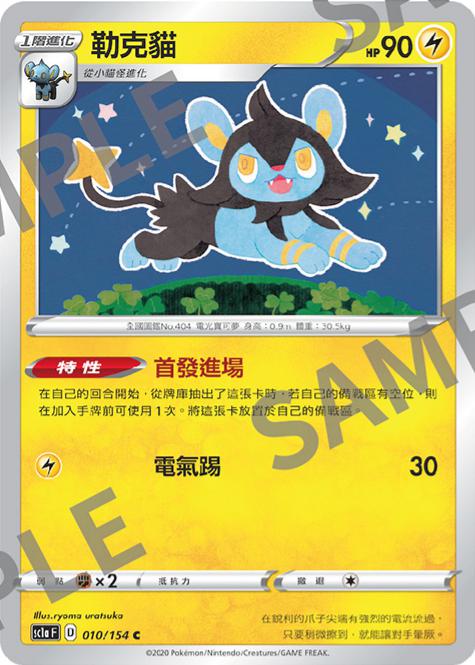 1階進化
勒克貓
HP90
從小貓怪進化
全國圖鑑No.404 電光寶可夢 身高：0.9m 體重：30.5kg
特性 首發進場
在自己的回合開始，從牌庫抽出了這張卡時，若自己的備戰區有空位，則
在加入手牌前可使用1次。將這張卡放置於自己的備戰區。
電氣踢 30
弱點 ×2 抵抗力 撤退
Illus.ryoma uratsuka
sc1a F D 010/154 C
在銳利的爪子尖端有強烈的電流流過，
只要稍微擦到，就能讓對手暈厥。
©2020 Pokémon/Nintendo/Creatures/GAME FREAK.
SAMPLE
SAMPLE